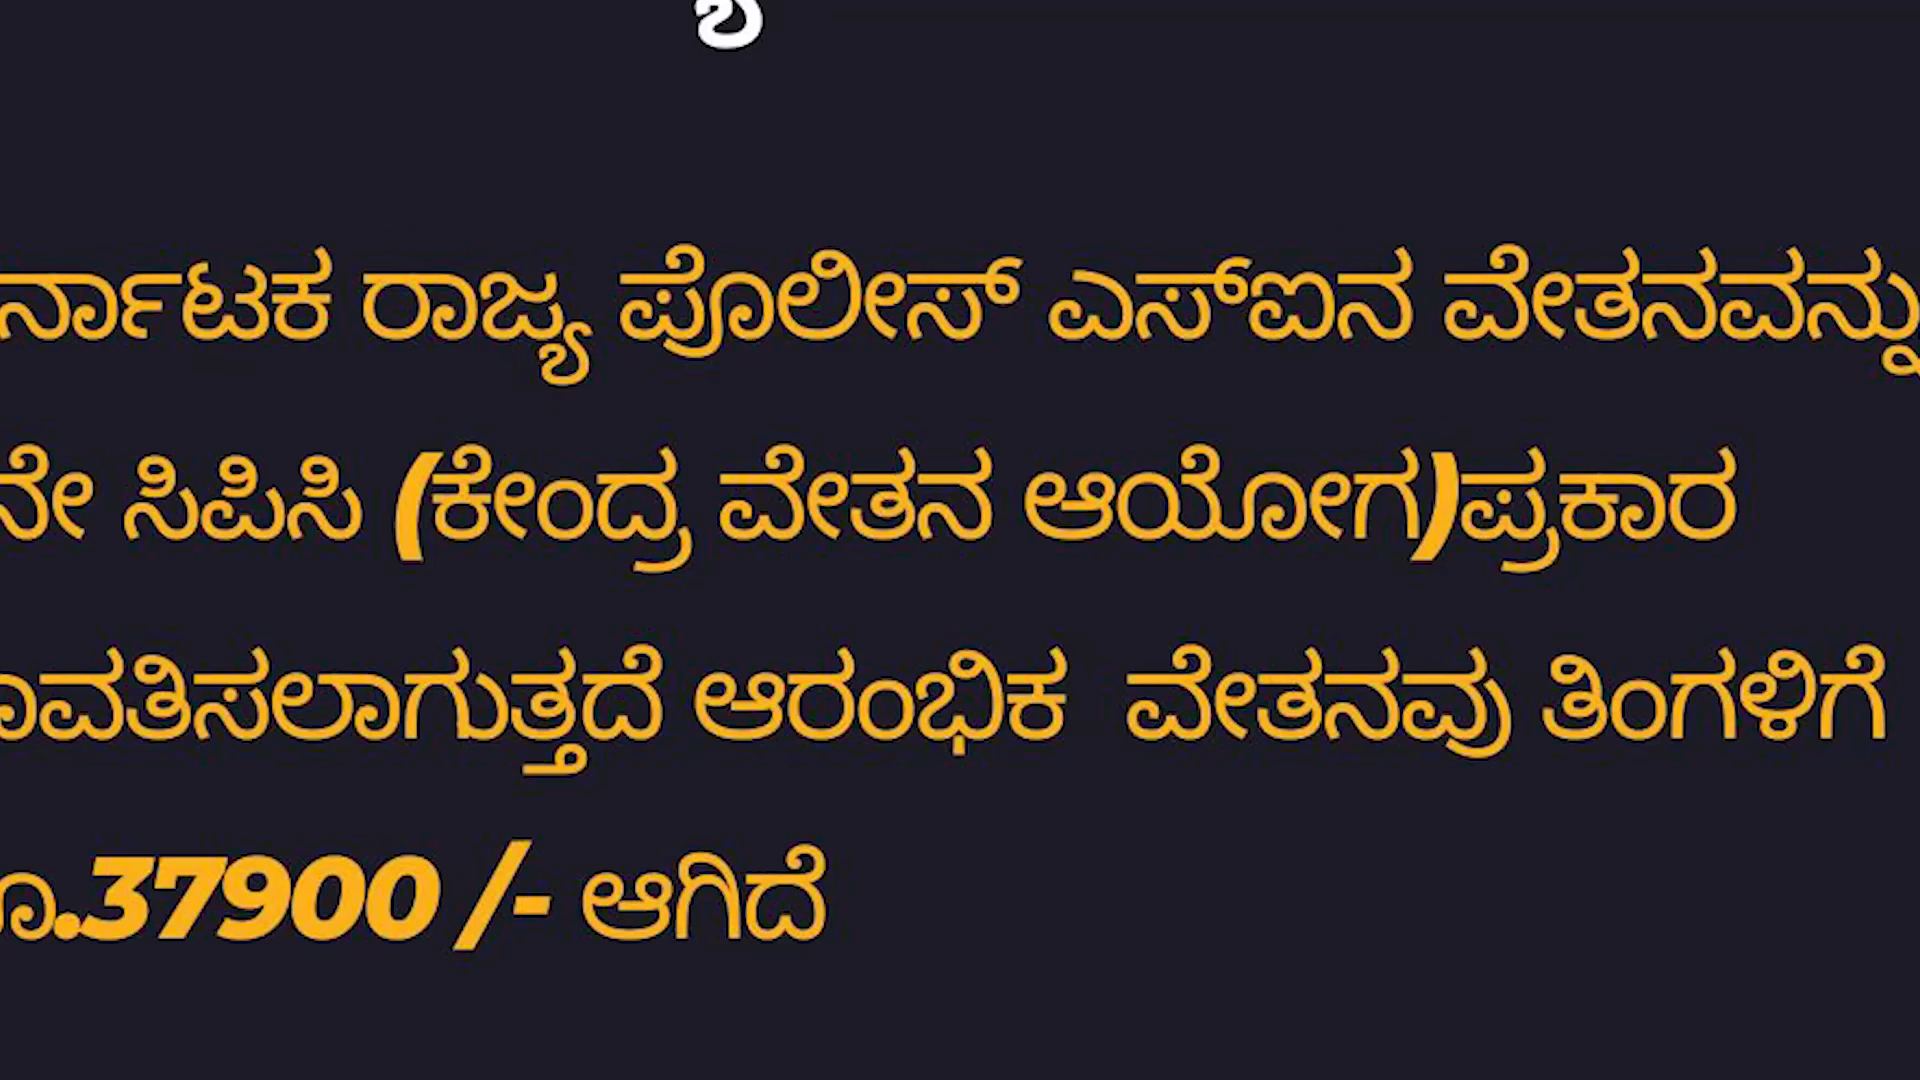 ರ್ನಾಟಕ ರಾಜ್ಯ ಪೊಲೀಸ್ ಎಸ್‌ಐನ ವೇತನವನ್ನು
ನೇ ಸಿಪಿಸಿ (ಕೇಂದ್ರ ವೇತನ ಆಯೋಗ)ಪ್ರಕಾರ
ಾವತಿಸಲಾಗುತ್ತದೆ ಆರಂಭಿಕ ವೇತನವು ತಿಂಗಳಿಗೆ
ೂ.37900 /- ಆಗಿದೆ